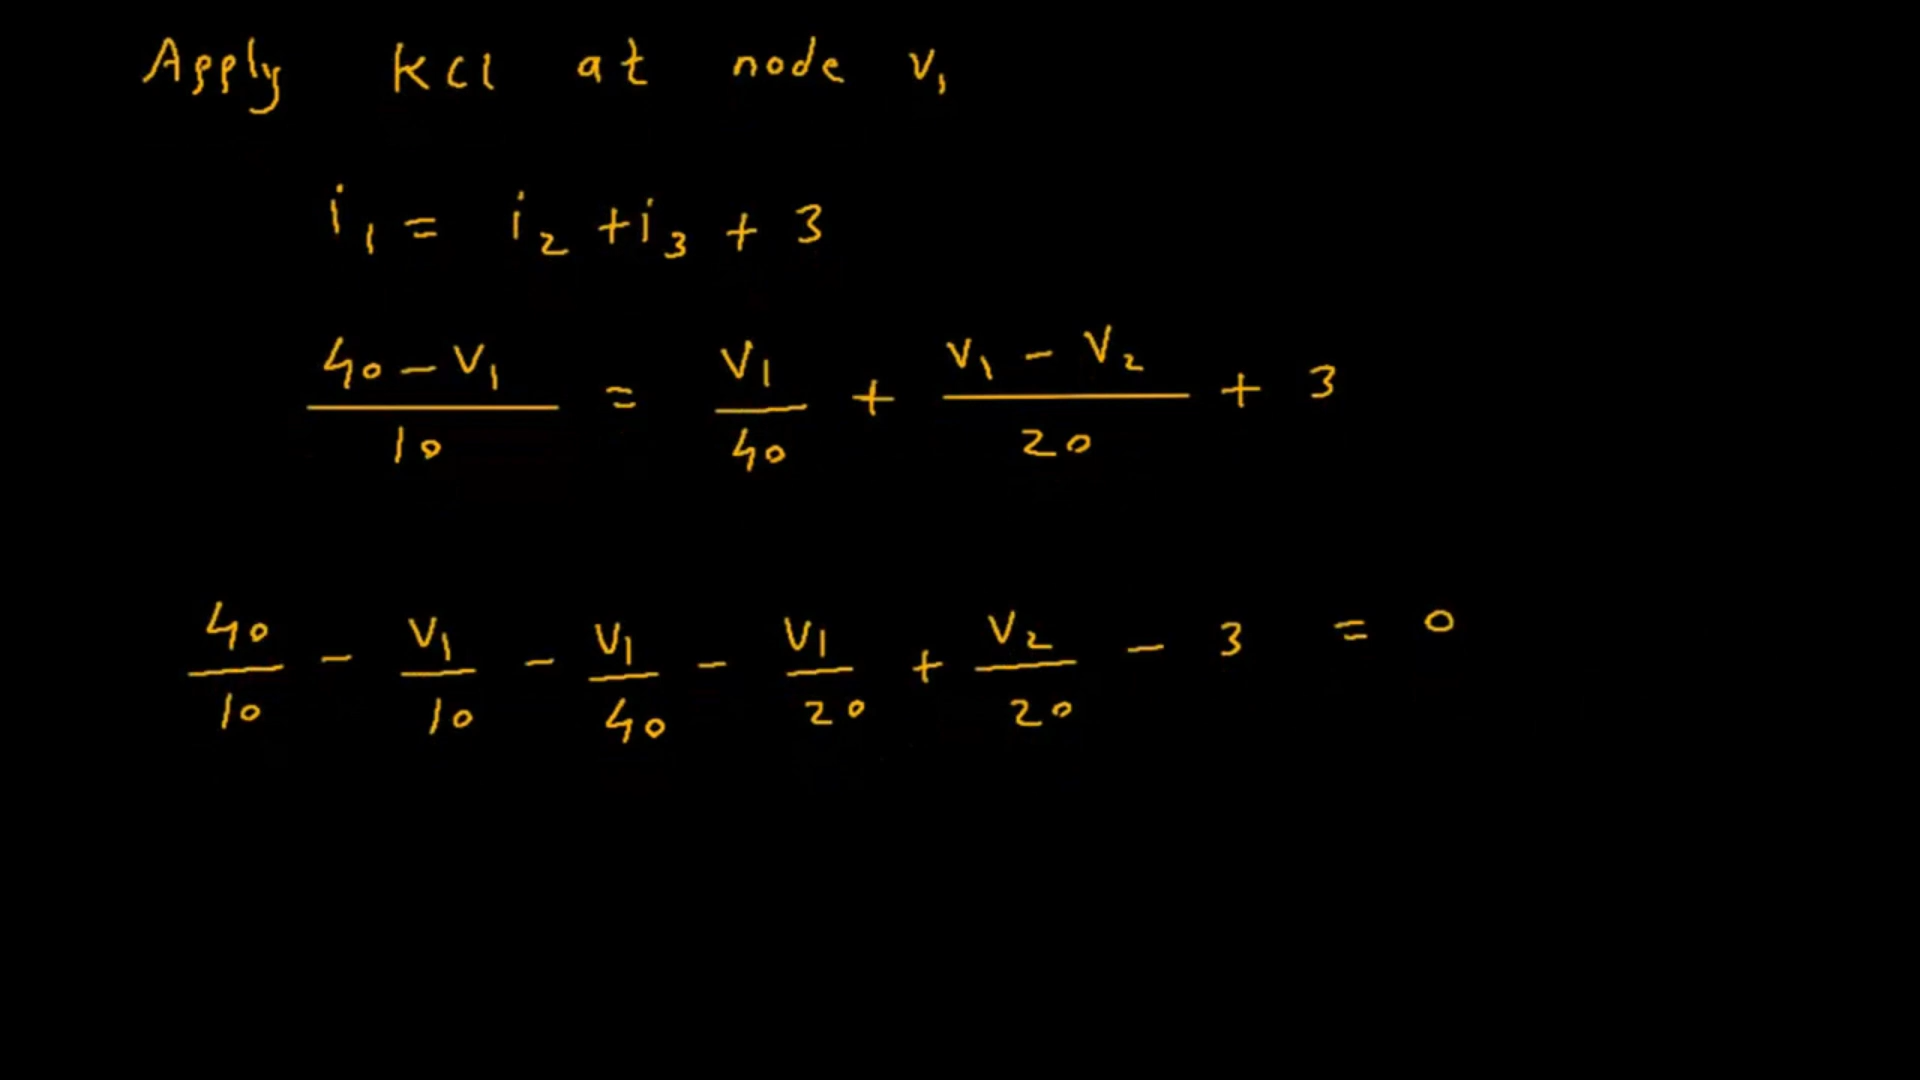 Apply KCl at node V₁
i₁ = i₂ + i₃ + 3
(40 - V₁)/10 = V₁/40 + (V₁ - V₂)/20 + 3
40/10 - V₁/10 - V₁/40 - V₁/20 + V₂/20 - 3 = 0